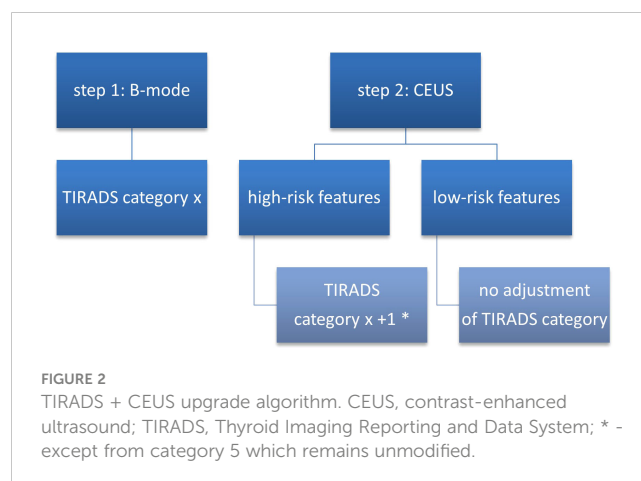 step 1: B-mode
step 2: CEUS
TIRADS category x
high-risk features
low-risk features
TIRADS
category x +1 *
no adjustment
of TIRADS category
FIGURE 2
TIRADS + CEUS upgrade algorithm. CEUS, contrast-enhanced
ultrasound; TIRADS, Thyroid Imaging Reporting and Data System; * -
except from category 5 which remains unmodified.